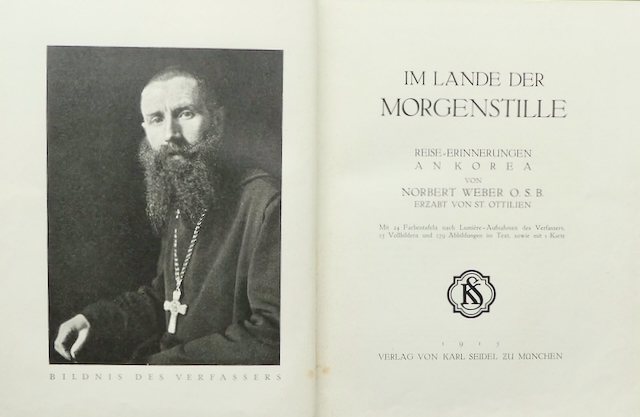 BILDNIS DES VERFASSERS
IM LANDE DER
MORGENSTILLE
REISE-ERINNERUNGEN
AN KOREA
VON
NORBERT WEBER O. S. B.
ERZABT VON ST. OTTILIEN
Mit 24 Farbentafeln nach Lumière-Aufnahmen des Verfassers,
Vollbildern und 279 Abbildungen im Text, sowie mit 1 Karte
KS
1915
VERLAG VON KARL SEIDEL ZU MÜNCHEN